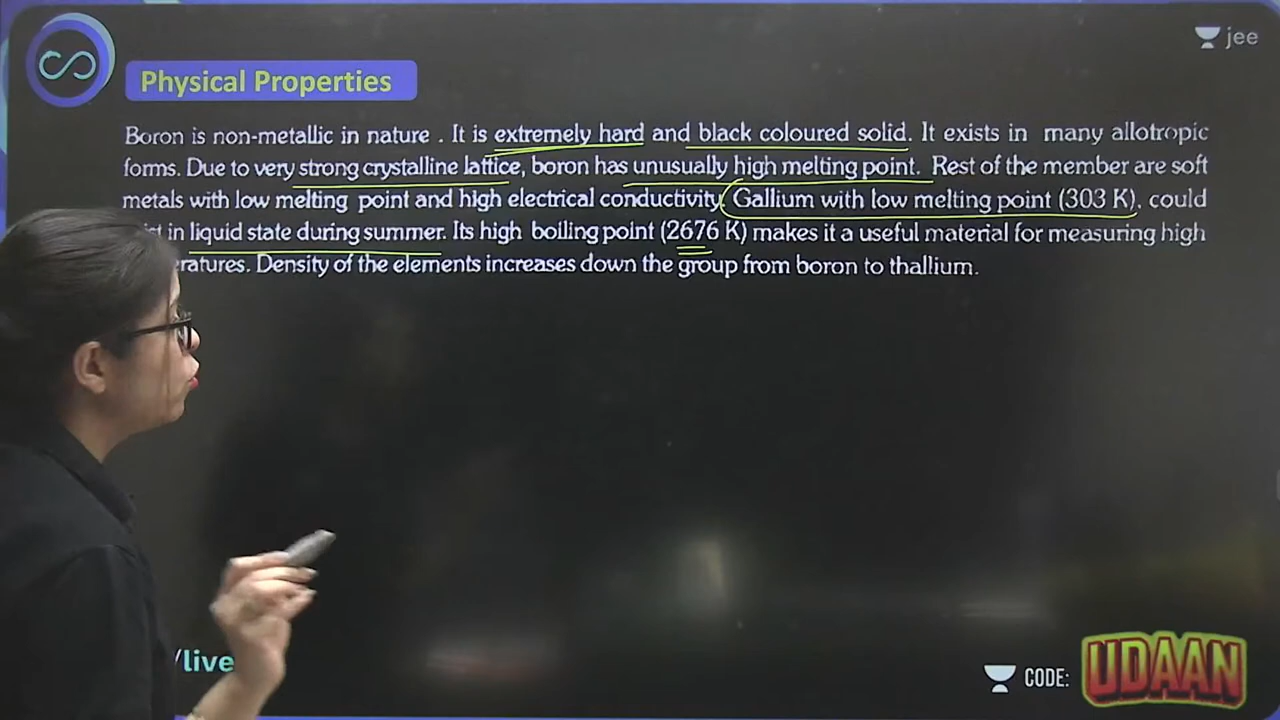 jee
Physical Properties
Boron is non-metallic in nature . It is extremely hard and black coloured solid. It exists in many allotropic
forms. Due to very strong crystalline lattice, boron has unusually high melting point. Rest of the member are soft
metals with low melting point and high electrical conductivity. Gallium with low melting point (303 K), could
in liquid state during summer. Its high boiling point (2676 K) makes it a useful material for measuring high
Density of the elements increases down the group from boron to thallium.
/live
CODE: UDAAN